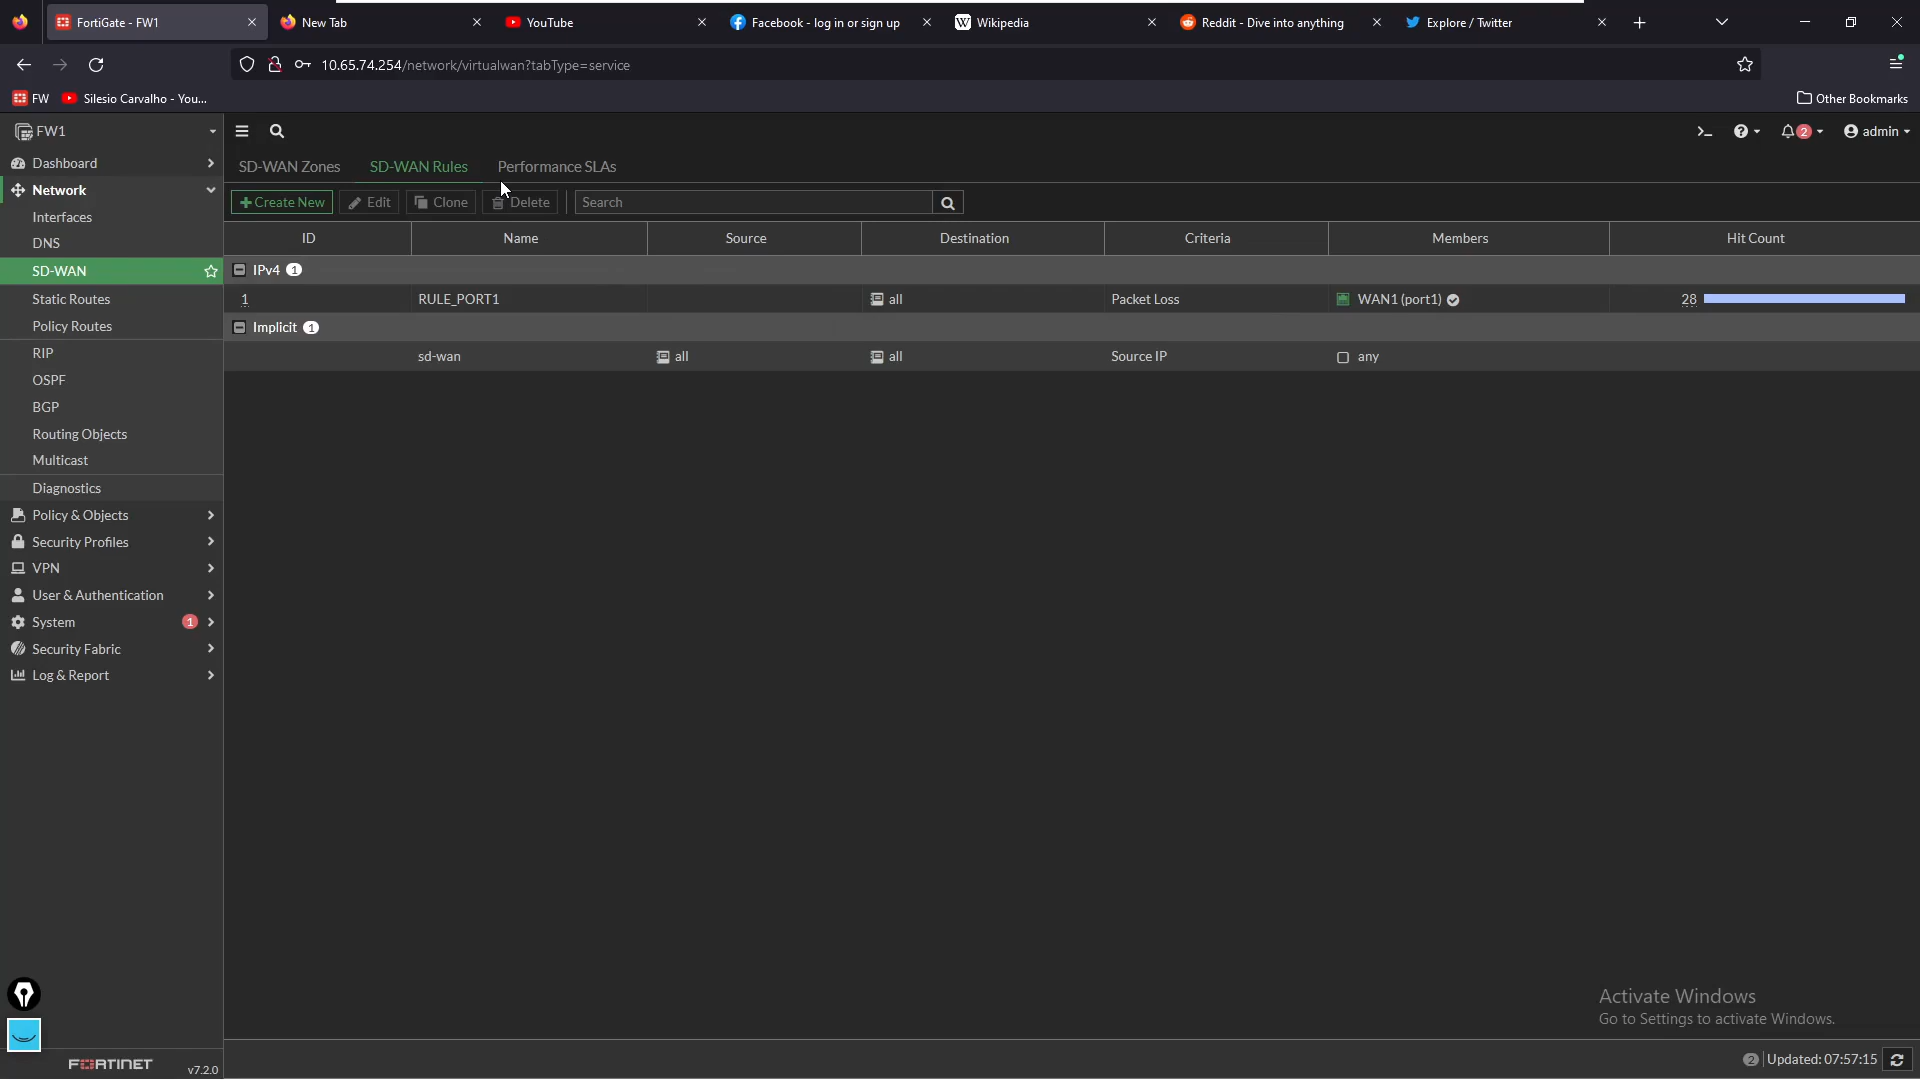 FortiGate - FW1
New Tab
YouTube
Facebook - log in or sign up
Wikipedia
Reddit - Dive into anything
Explore / Twitter
10.65.74.254/network/virtualwan?tabType=service
FW
Silesio Carvalho - You...
Other Bookmarks
FW1
2
admin
Dashboard
SD-WAN Zones
SD-WAN Rules
Performance SLAs
Network
Create New
Edit
Clone
Delete
Search
Interfaces
DNS
SD-WAN
Static Routes
Policy Routes
RIP
OSPF
BGP
Routing Objects
Multicast
Diagnostics
Policy & Objects
Security Profiles
VPN
User & Authentication
System 1
Security Fabric
Log & Report
ID Name Source Destination Criteria Members Hit Count
IPv4 1
1 RULE_PORT1 all Packet Loss WAN1 (port1) 28
Implicit 1
sd-wan all all Source IP any
Activate Windows
Go to Settings to activate Windows.
FORTINET v7.2.0
2 Updated: 07:57:15